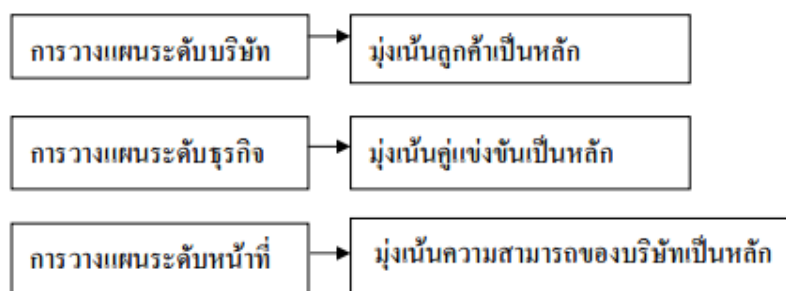 การวางแผนระดับบริษัท
มุ่งเน้นลูกค้าเป็นหลัก
การวางแผนระดับธุรกิจ
มุ่งเน้นคู่แข่งขันเป็นหลัก
การวางแผนระดับหน้าที่
มุ่งเน้นความสามารถของบริษัทเป็นหลัก